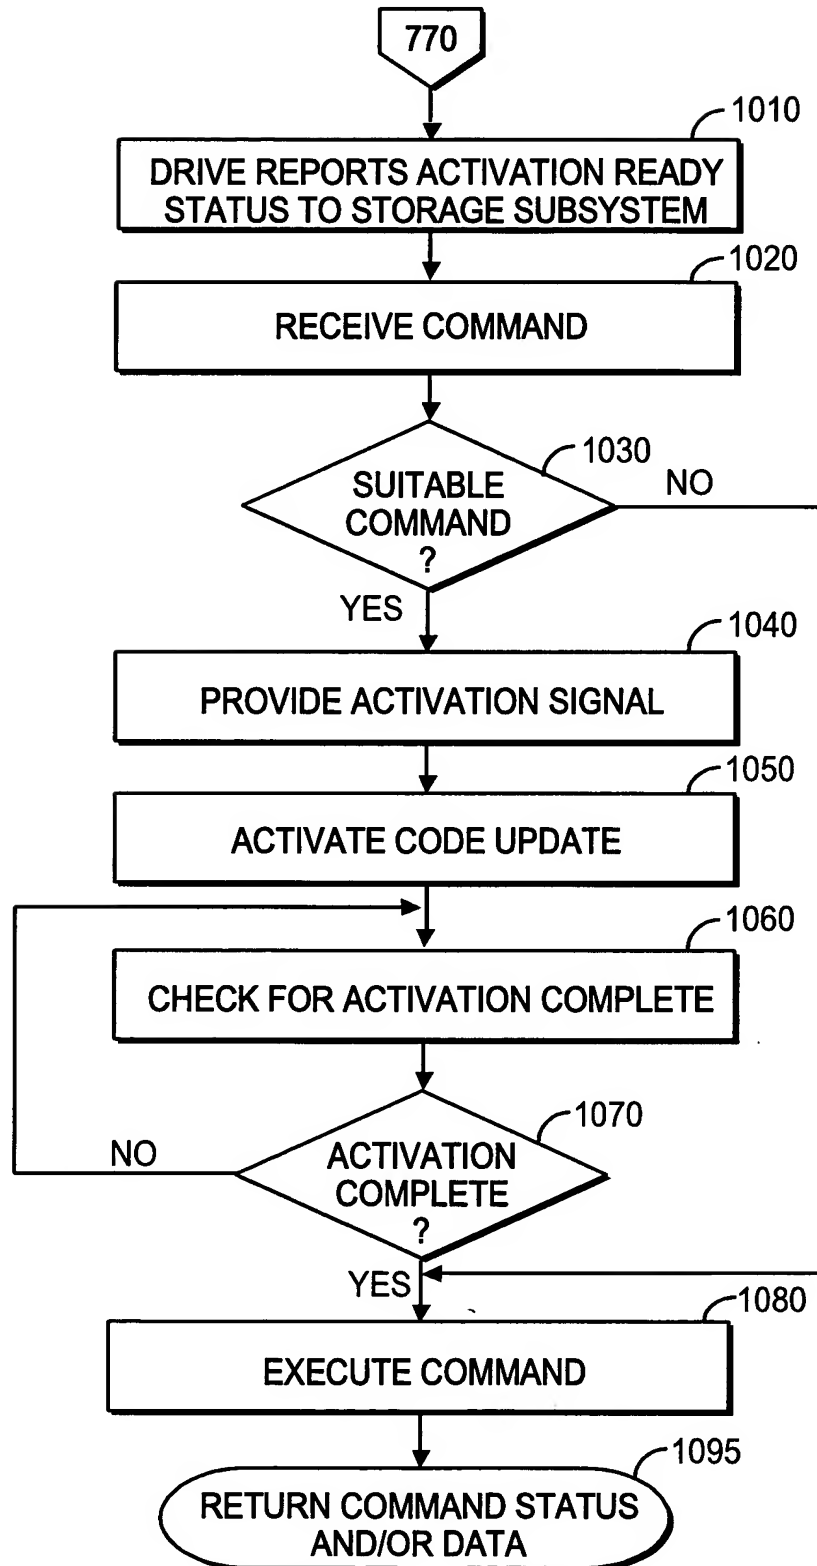 770
1010
DRIVE REPORTS ACTIVATION READY
STATUS TO STORAGE SUBSYSTEM
1020
RECEIVE COMMAND
1030
SUITABLE
COMMAND
?
NO
YES
1040
PROVIDE ACTIVATION SIGNAL
1050
ACTIVATE CODE UPDATE
1060
CHECK FOR ACTIVATION COMPLETE
1070
ACTIVATION
COMPLETE
?
NO
YES
1080
EXECUTE COMMAND
1095
RETURN COMMAND STATUS
AND/OR DATA